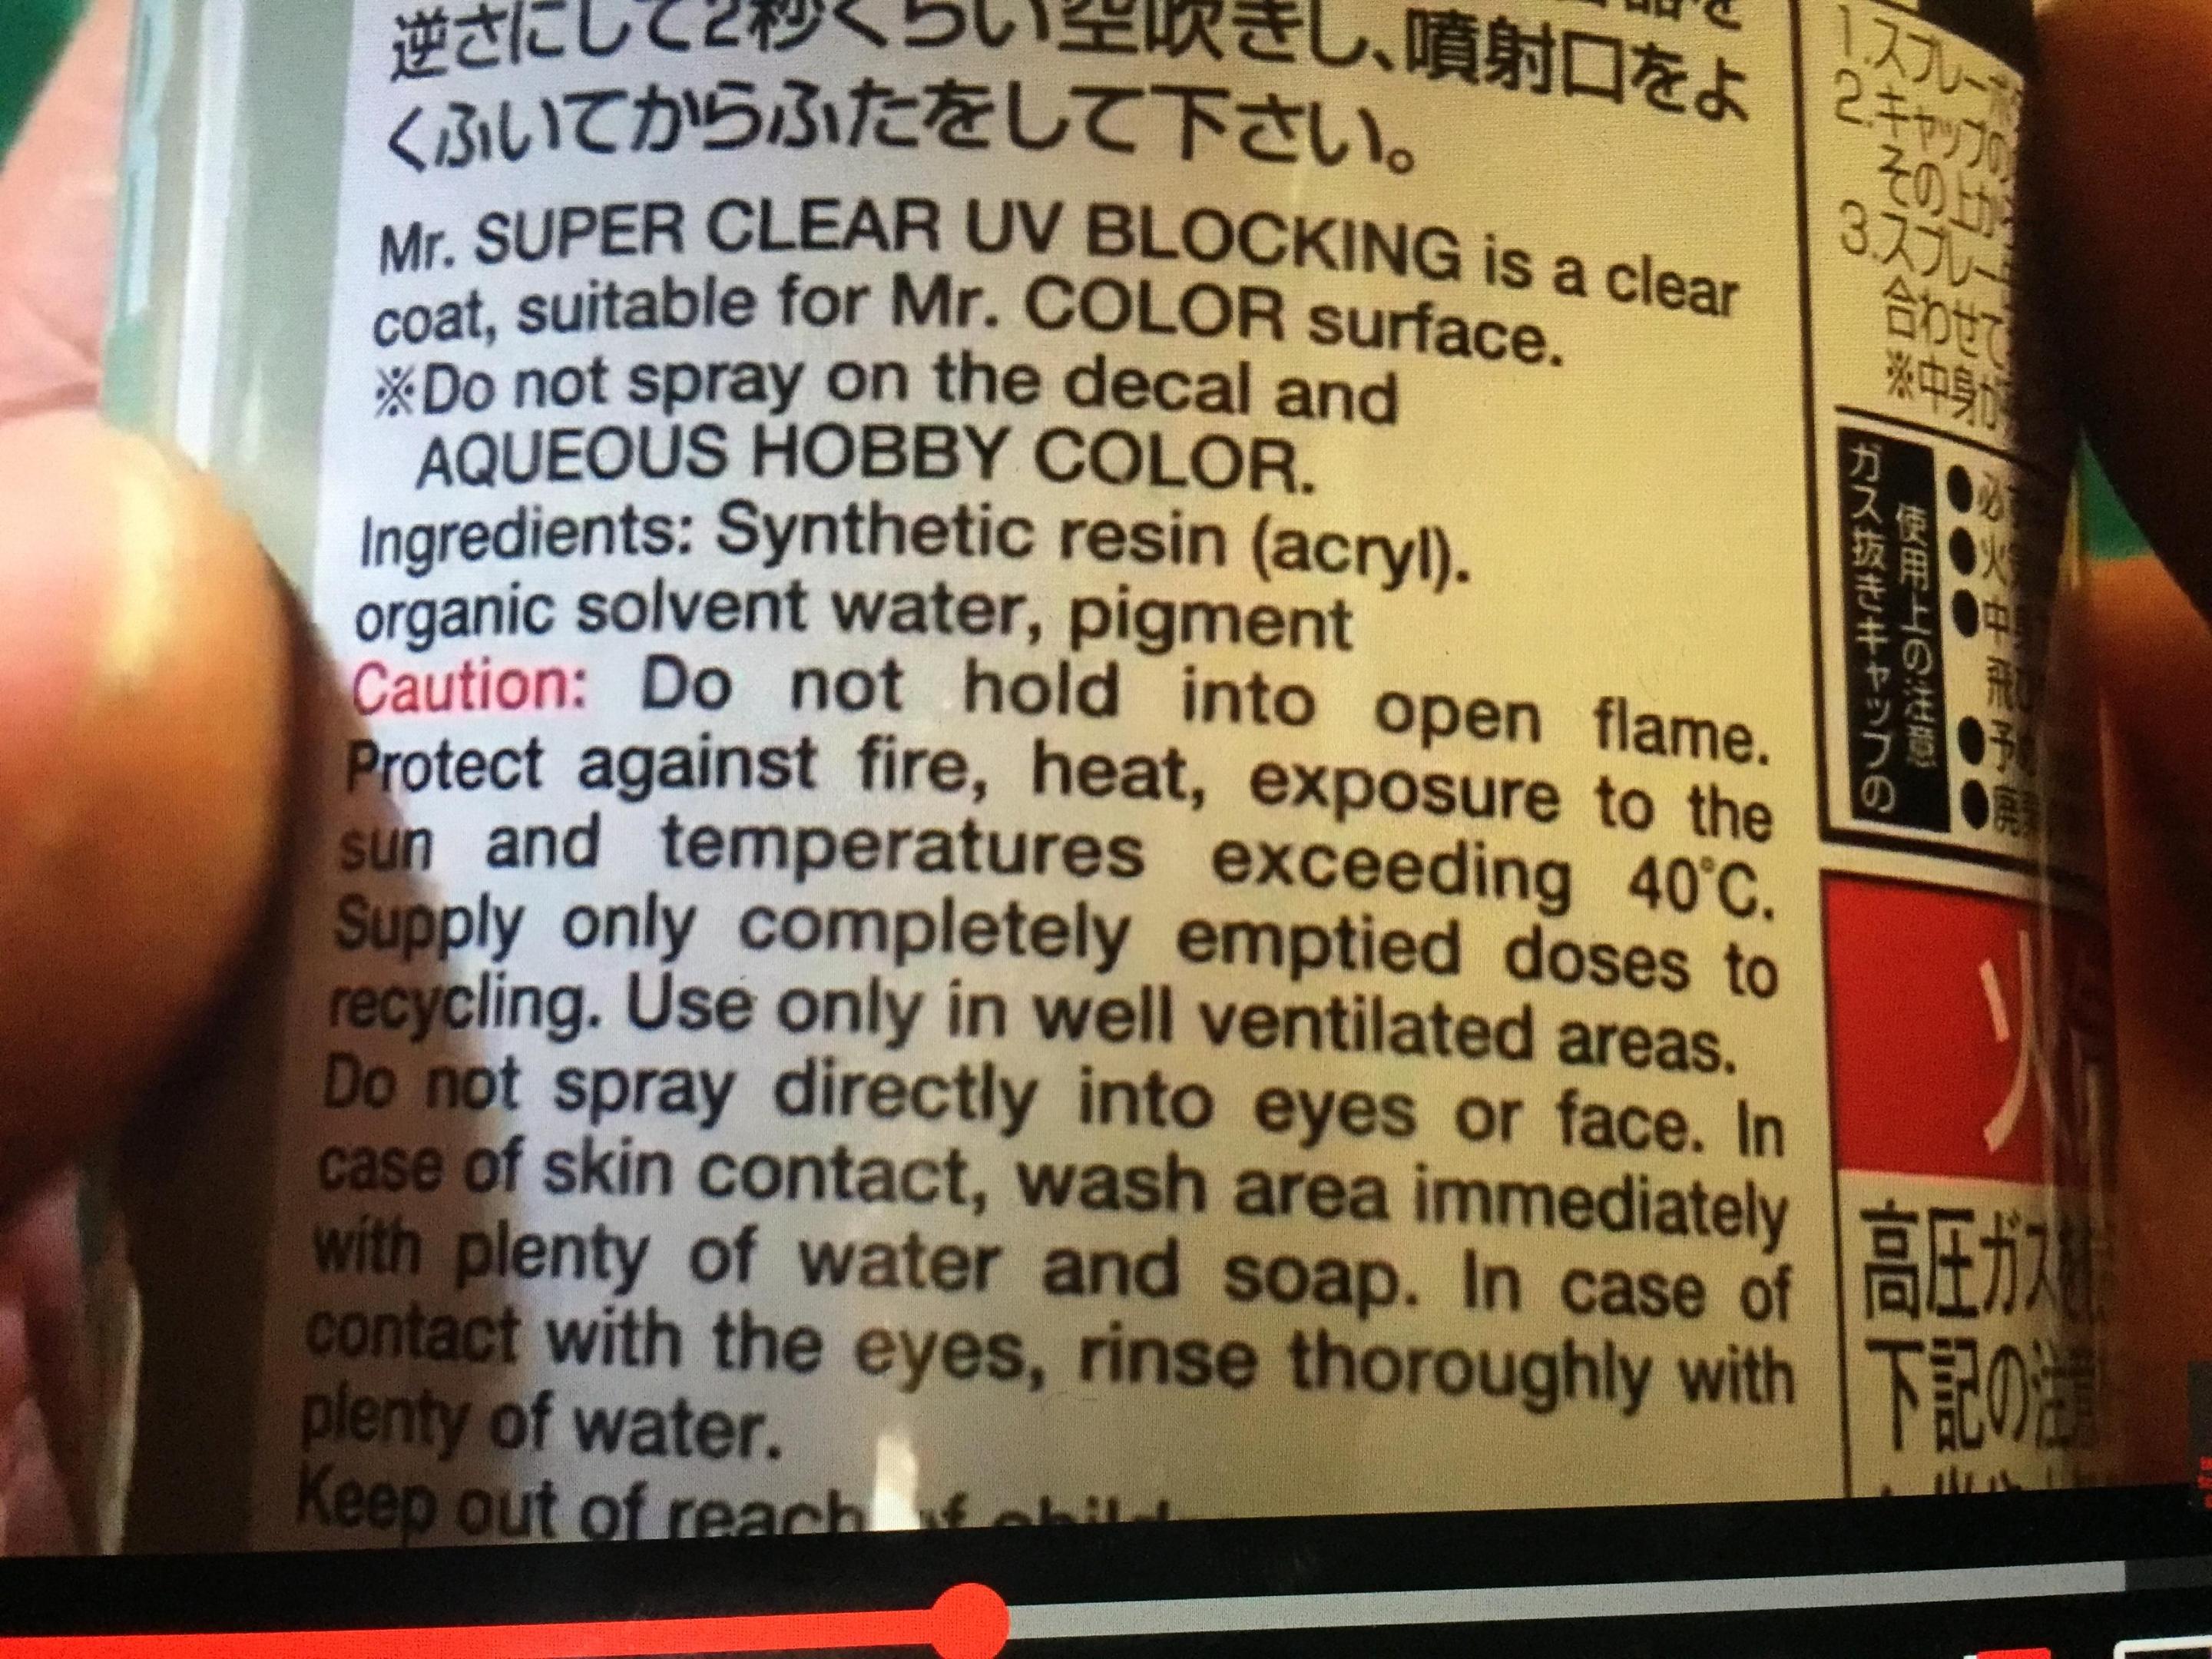 逆さにして2秒くらい空吹きし、噴射口をよ
くふいてからふたをして下さい。
Mr. SUPER CLEAR UV BLOCKING is a clear
coat, suitable for Mr. COLOR surface.
※Do not spray on the decal and
AQUEOUS HOBBY COLOR.
Ingredients: Synthetic resin (acryl).
organic solvent water, pigment
Caution: Do not hold into open flame.
Protect against fire, heat, exposure to the
sun and temperatures exceeding 40°C.
Supply only completely emptied doses to
recycling. Use only in well ventilated areas.
Do not spray directly into eyes or face. In
case of skin contact, wash area immediately
with plenty of water and soap. In case of
contact with the eyes, rinse thoroughly with
plenty of water.
Keep out of reach of
1.スプレー
2.キャップの
その上か
3.スプレー
合わせて
※中身が
ガス抜きキャップの
使用上の注意
●必
●火
●中
飛
●予
●廃
火
高圧ガス
下記の注